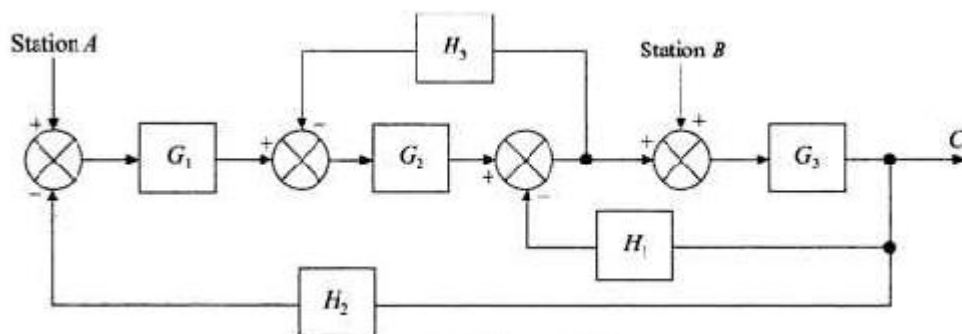 Station A
H₃
Station B
+
−
+
+
+
G₁
G₂
G₃
C
−
+
−
H₁
H₂